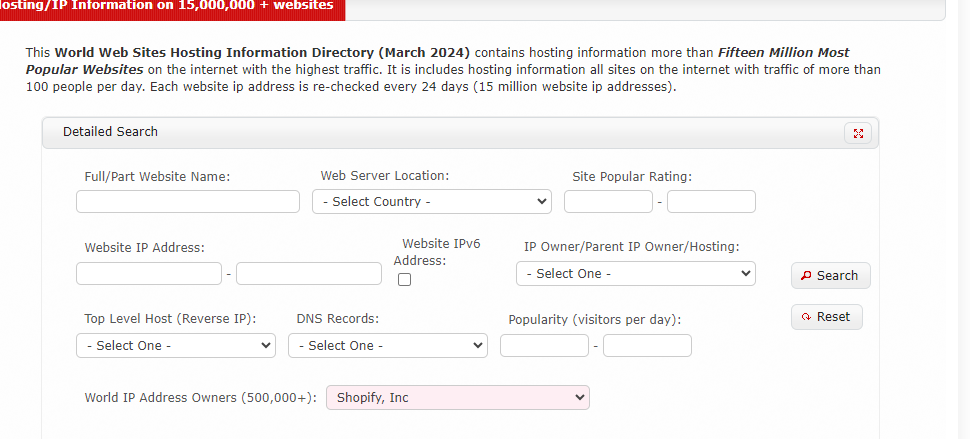 Hosting/IP Information on 15,000,000 + websites
This World Web Sites Hosting Information Directory (March 2024) contains hosting information more than Fifteen Million Most
Popular Websites on the internet with the highest traffic. It is includes hosting information all sites on the internet with traffic of more than
100 people per day. Each website ip address is re-checked every 24 days (15 million website ip addresses).
Detailed Search
Full/Part Website Name:
Web Server Location:
Site Popular Rating:
- Select Country -
-
Website IP Address:
Website IPv6
Address:
IP Owner/Parent IP Owner/Hosting:
-
- Select One -
Search
Top Level Host (Reverse IP):
DNS Records:
Popularity (visitors per day):
Reset
- Select One -
- Select One -
-
World IP Address Owners (500,000+):
Shopify, Inc